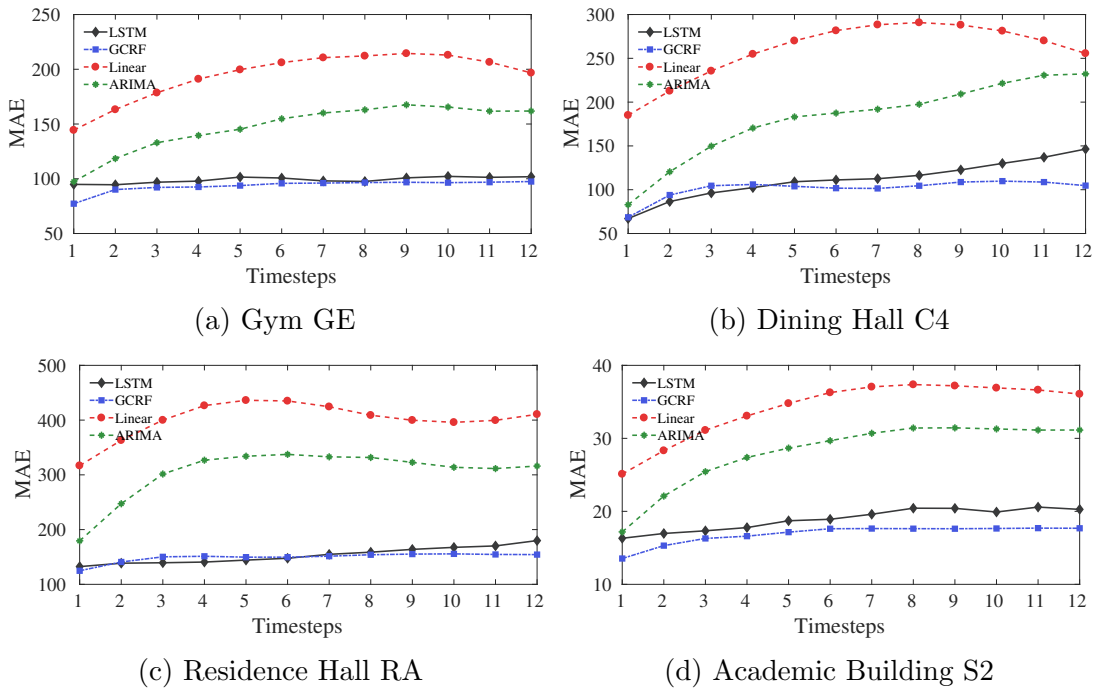 250
200
150
100
50
MAE
LSTM
GCRF
Linear
ARIMA
1 2 3 4 5 6 7 8 9 10 11 12
Timesteps
(a) Gym GE
300
250
200
150
100
50
MAE
LSTM
GCRF
Linear
ARIMA
1 2 3 4 5 6 7 8 9 10 11 12
Timesteps
(b) Dining Hall C4
500
400
300
200
100
MAE
LSTM
GCRF
Linear
ARIMA
1 2 3 4 5 6 7 8 9 10 11 12
Timesteps
(c) Residence Hall RA
40
30
20
10
MAE
LSTM
GCRF
Linear
ARIMA
1 2 3 4 5 6 7 8 9 10 11 12
Timesteps
(d) Academic Building S2